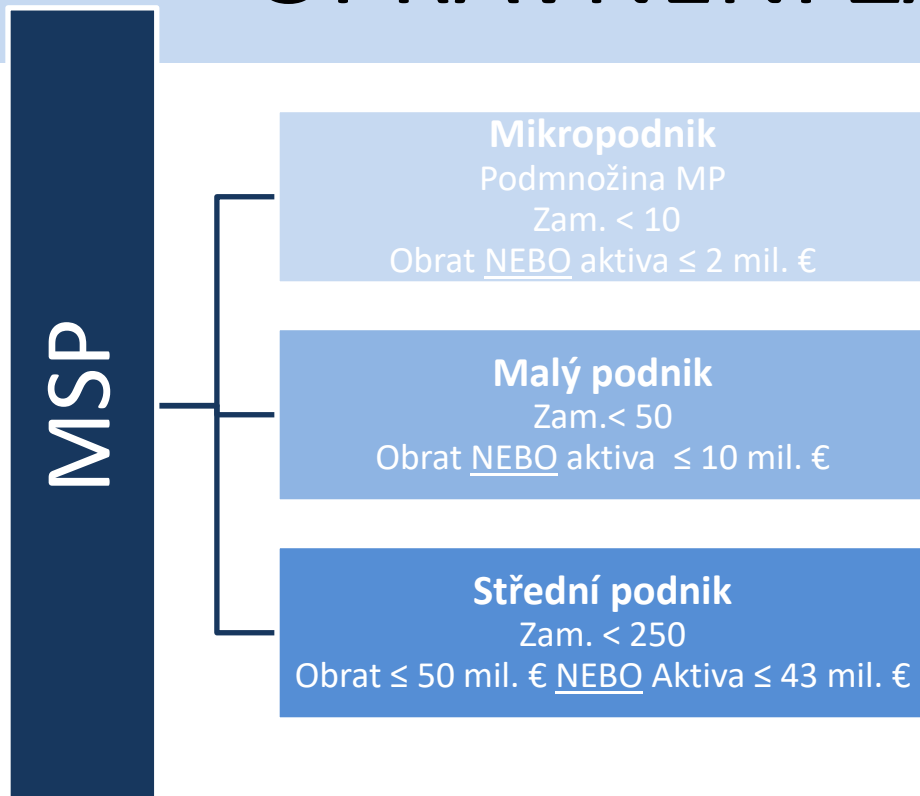 MSP
Mikropodnik
Podmnožina MP
Zam. < 10
Obrat NEBO aktiva ≤ 2 mil. €
Malý podnik
Zam.< 50
Obrat NEBO aktiva ≤ 10 mil. €
Střední podnik
Zam. < 250
Obrat ≤ 50 mil. € NEBO Aktiva ≤ 43 mil. €